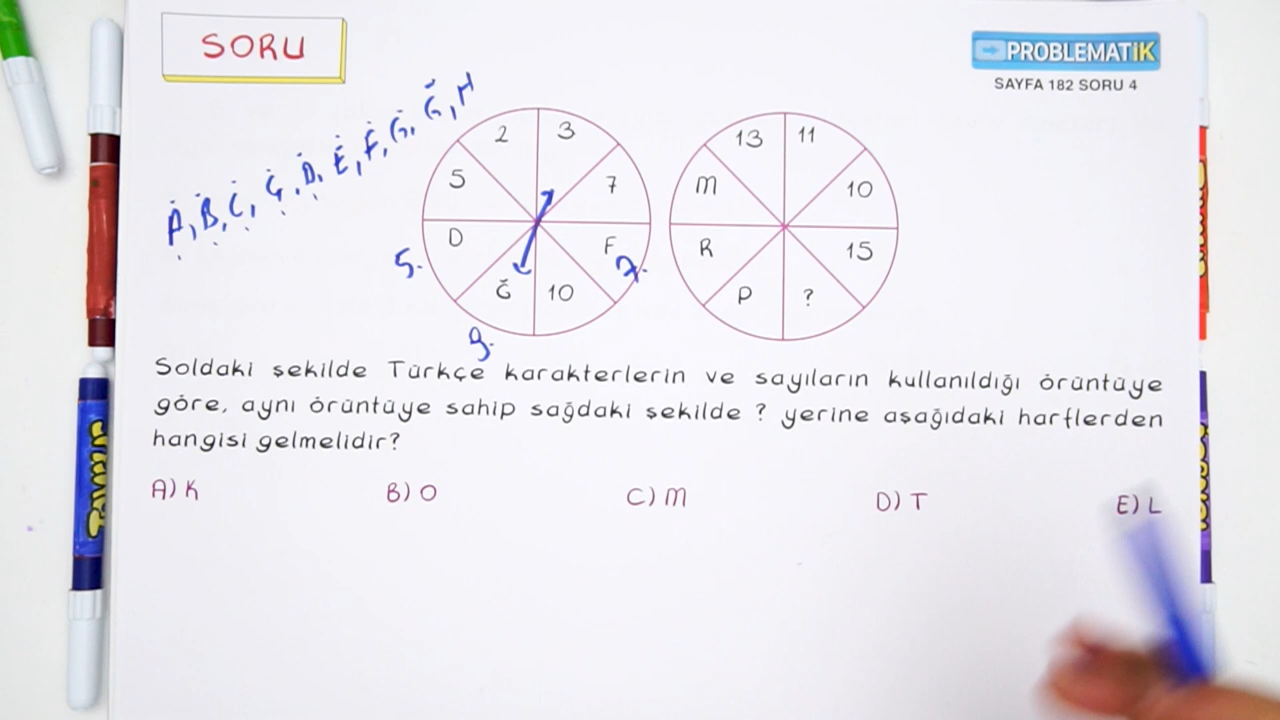 SORU
PROBLEMATİK
SAYFA 182 SORU 4
A, B, C, Ç, D, E, F, G, Ğ, H
2 3
5 7
D F
Ğ 10
5. 7.
9.
13 11
M 10
R 15
P ?
Soldaki şekilde Türkçe karakterlerin ve sayıların kullanıldığı örüntüye
göre, aynı örüntüye sahip sağdaki şekilde ? yerine aşağıdaki harflerden
hangisi gelmelidir?
A) K B) O C) M D) T E) L